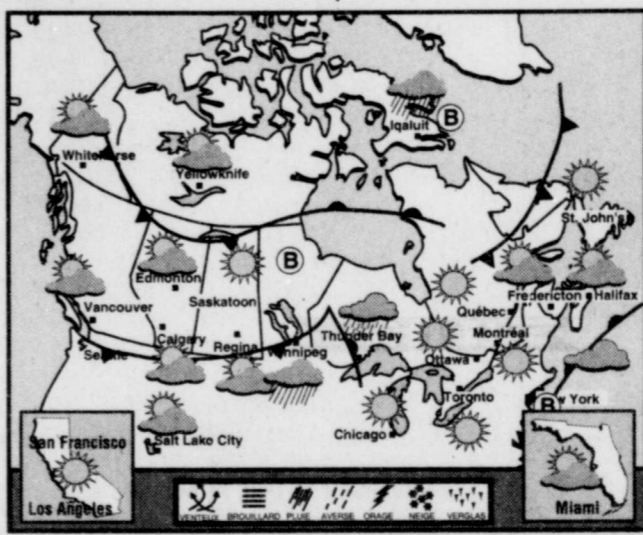 Iqaluit
B
Whitehorse
Yellowknife
St. John's
Edmonton
B
Saskatoon
Vancouver
Fredericton
Halifax
Québec
Calgary
Regina
Winnipeg
Thunder Bay
Montréal
Seattle
Ottawa
Toronto
B
York
Chicago
Salt Lake City
San Francisco
Los Angeles
Miami
VENTEUX BROUILLARD PLUIE AVERSE ORAGE NEIGE VERGLAS